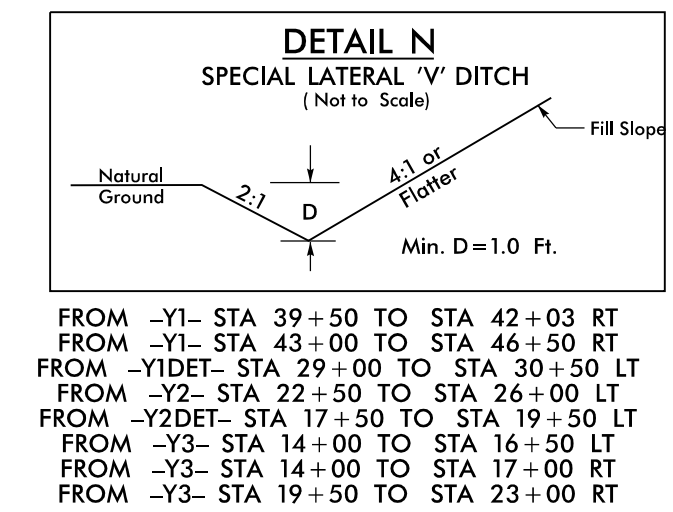 DETAIL N
SPECIAL LATERAL 'V' DITCH
( Not to Scale)
Fill Slope
4:1 or
Flatter
Natural
Ground
2:1
D
Min. D=1.0 Ft.
FROM -Y1- STA 39+50 TO STA 42+03 RT
FROM -Y1- STA 43+00 TO STA 46+50 RT
FROM -Y1DET- STA 29+00 TO STA 30+50 LT
FROM -Y2- STA 22+50 TO STA 26+00 LT
FROM -Y2DET- STA 17+50 TO STA 19+50 LT
FROM -Y3- STA 14+00 TO STA 16+50 LT
FROM -Y3- STA 14+00 TO STA 17+00 RT
FROM -Y3- STA 19+50 TO STA 23+00 RT